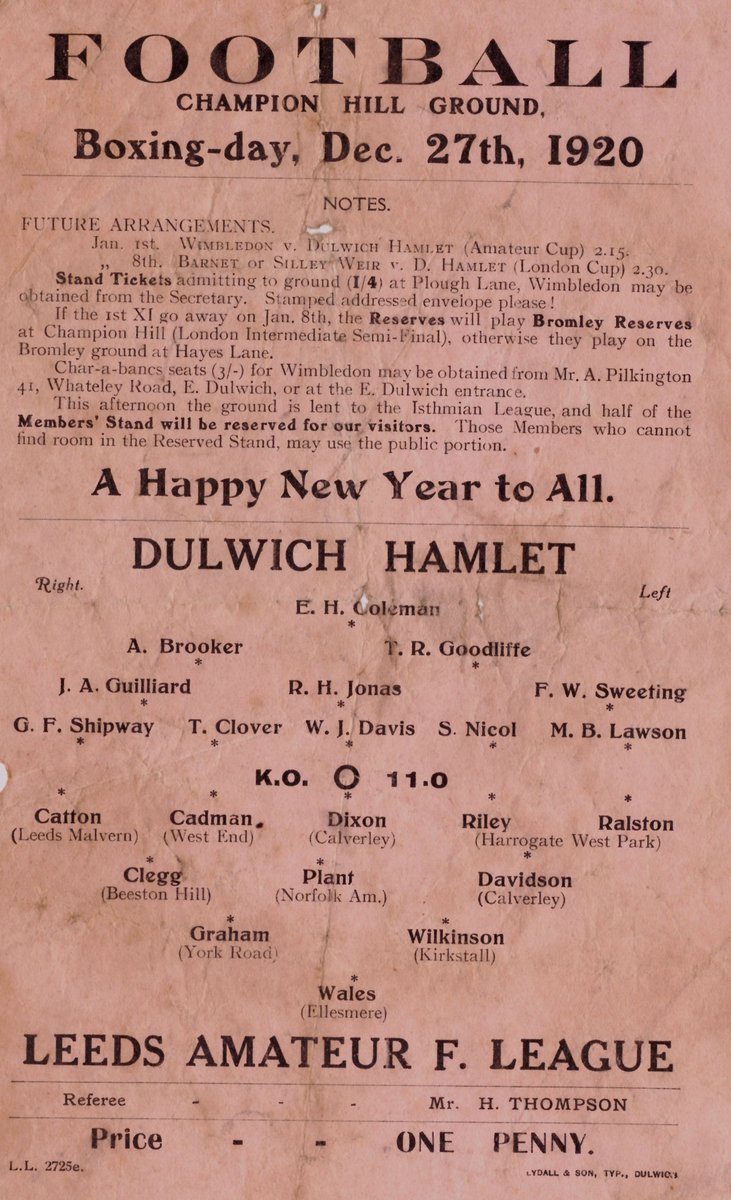 FOOTBALL
CHAMPION HILL GROUND,
Boxing-day, Dec. 27th, 1920
NOTES.
FUTURE ARRANGEMENTS.
Jan. 1st. WIMBLEDON v. DULWICH HAMLET (Amateur Cup) 2.15.
„ 8th. BARNET OR SILLEY WEIR v. D. HAMLET (London Cup) 2.30.
Stand Tickets admitting to ground (1/4) at Plough Lane, Wimbledon may be
obtained from the Secretary. Stamped addressed envelope please!
If the 1st XI go away on Jan. 8th, the Reserves will play Bromley Reserves
at Champion Hill (London Intermediate Semi-Final), otherwise they play on the
Bromley ground at Hayes Lane.
Char-a-bancs seats (3/-) for Wimbledon may be obtained from Mr. A. Pilkington
41, Whateley Road, E. Dulwich, or at the E. Dulwich entrance.
This afternoon the ground is lent to the Isthmian League, and half of the
Members' Stand will be reserved for our visitors. Those Members who cannot
find room in the Reserved Stand, may use the public portion.
A Happy New Year to All.
DULWICH HAMLET
Right. Left
E. H. Coleman
*
A. Brooker T. R. Goodliffe
* *
J. A. Guilliard R. H. Jonas F. W. Sweeting
* * *
G. F. Shipway T. Clover W. J. Davis S. Nicol M. B. Lawson
* * * * *
K.O. O 11.0
* * * * *
Catton Cadman. Dixon Riley Ralston
(Leeds Malvern) (West End) (Calverley) (Harrogate West Park)
* * *
Clegg Plant Davidson
(Beeston Hill) (Norfolk Am.) (Calverley)
* *
Graham Wilkinson
(York Road) (Kirkstall)
*
Wales
(Ellesmere)
LEEDS AMATEUR F. LEAGUE
Referee - - - Mr. H. THOMPSON
Price - - ONE PENNY.
L.L. 2725e. LYDALL & SON, TYP., DULWICH